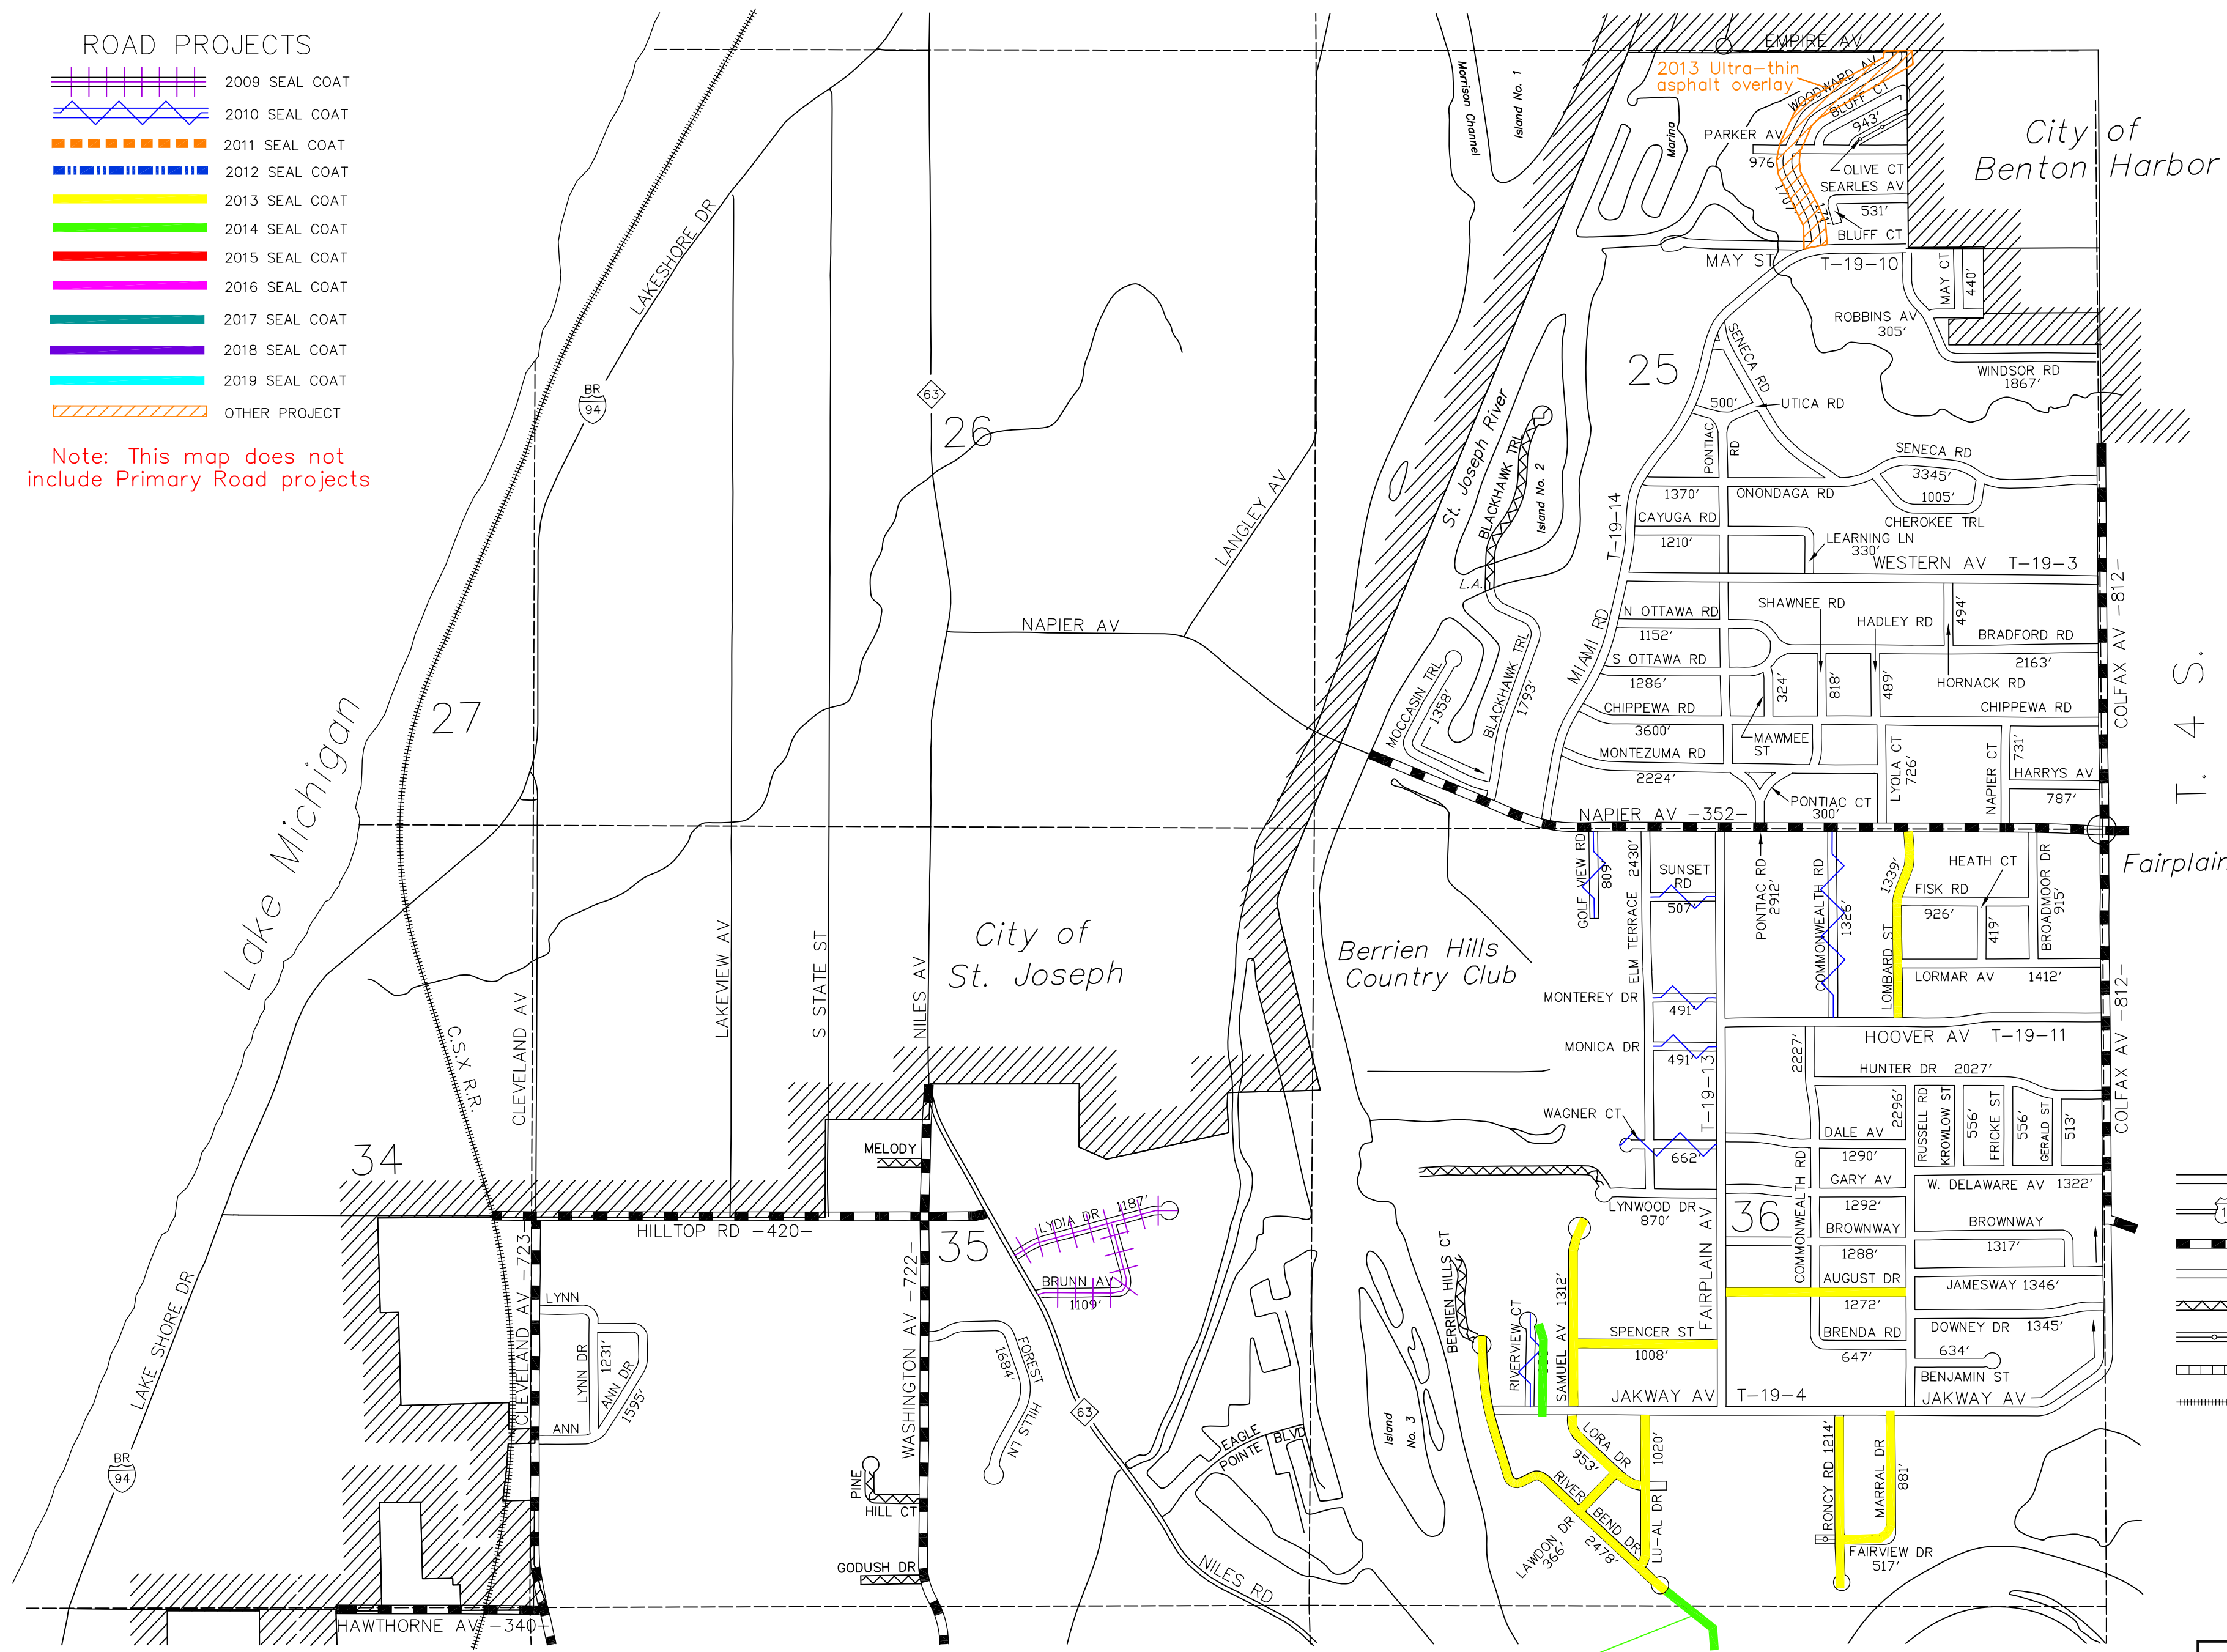 ROAD PROJECTS
2009 SEAL COAT
2010 SEAL COAT
2011 SEAL COAT
2012 SEAL COAT
2013 SEAL COAT
2014 SEAL COAT
2015 SEAL COAT
2016 SEAL COAT
2017 SEAL COAT
2018 SEAL COAT
2019 SEAL COAT
OTHER PROJECT
Note: This map does not
include Primary Road projects
EMPIRE AV
2013 Ultra-thin
asphalt overlay
WOODWARD AV
BLUFF CT
943'
PARKER AV
976'
OLIVE CT
SEARLES AV
531'
1707'
171'
BLUFF CT
MAY ST
T-19-10
MAY CT
440'
ROBBINS AV
305'
WINDSOR RD
1867'
City of
Benton Harbor
Morrison Channel
Island No. 1
Marina
LAKESHORE DR
BR
94
63
26
25
27
SENECA RD
500'
UTICA RD
PONTIAC
RD
SENECA RD
3345'
1370'
ONONDAGA RD
1005'
CHEROKEE TRL
CAYUGA RD
1210'
LEARNING LN
330'
WESTERN AV T-19-3
T-19-14
MIAMI RD
St. Joseph River
BLACKHAWK TRL
Island No. 2
L.A.
LANGLEY AV
NAPIER AV
N OTTAWA RD
1152'
SHAWNEE RD
HADLEY RD
494'
BRADFORD RD
2163'
S OTTAWA RD
1286'
324'
818'
489'
HORNACK RD
CHIPPEWA RD
CHIPPEWA RD
3600'
MAWMEE
ST
MONTEZUMA RD
2224'
LYOLA CT
726'
NAPIER CT
731'
HARRYS AV
787'
PONTIAC CT
300'
MOCCASIN TRL
1358'
BLACKHAWK TRL
1793'
NAPIER AV -352-
COLFAX AV -812-
T. 4 S.
Lake Michigan
Fairplain
GOLF VIEW RD
809'
ELM TERRACE 2430'
SUNSET
RD
507'
PONTIAC RD
2912'
COMMONWEALTH RD
1326'
1339'
LOMBARD ST
HEATH CT
FISK RD
926'
419'
BROADMOOR DR
915'
LORMAR AV 1412'
City of
St. Joseph
Berrien Hills
Country Club
MONTEREY DR
491'
MONICA DR
491'
HOOVER AV T-19-11
COLFAX AV -812-
CLEVELAND AV
LAKEVIEW AV
S STATE ST
NILES AV
C.S.X R.R.
T-19-13
2227'
HUNTER DR 2027'
WAGNER CT
662'
2296'
RUSSELL RD
KROWLOW ST
556'
FRICKE ST
556'
GERALD ST
513'
DALE AV
1290'
GARY AV
1292'
W. DELAWARE AV 1322'
34
MELODY
HILLTOP RD -420-
35
36
LYDIA DR 1187'
BRUNN AV
1109'
LYNWOOD DR
870'
COMMONWEALTH RD
BROWNWAY
1288'
BROWNWAY
1317'
AUGUST DR
1272'
JAMESWAY 1346'
BRENDA RD
647'
DOWNEY DR 1345'
634'
BENJAMIN ST
FAIRPLAIN AV
BERRIEN HILLS CT
RIVERVIEW CT
SAMUEL AV 1312'
SPENCER ST
1008'
JAKWAY AV T-19-4
JAKWAY AV
LAKE SHORE DR
BR
94
CLEVELAND AV -723-
LYNN
LYNN DR
1231'
ANN DR
1595'
ANN
WASHINGTON AV -722-
FOREST
HILLS LN
1684'
63
PINE
HILL CT
GODUSH DR
EAGLE
POINTE BLVD
Island
No. 3
NILES RD
LORA DR
953'
1020'
RIVER
BEND DR
2478'
LAWDON DR
366'
LU-AL DR
RONCY RD 1214'
MARRAL DR
881'
FAIRVIEW DR
517'
HAWTHORNE AV -340-